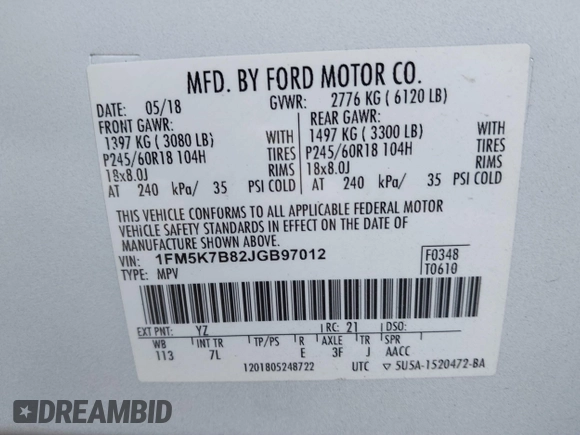 MFD. BY FORD MOTOR CO.
DATE: 05/18 GVWR: 2776 KG ( 6120 LB)
FRONT GAWR: REAR GAWR:
1397 KG ( 3080 LB) WITH 1497 KG ( 3300 LB) WITH
P245/60R18 104H TIRES P245/60R18 104H TIRES
18x8.0J RIMS 18x8.0J RIMS
AT 240 kPa/ 35 PSI COLD AT 240 kPa/ 35 PSI COLD
THIS VEHICLE CONFORMS TO ALL APPLICABLE FEDERAL MOTOR
VEHICLE SAFETY STANDARDS IN EFFECT ON THE DATE OF
MANUFACTURE SHOWN ABOVE.
VIN: 1FM5K7B82JGB97012 F0348
TYPE: MPV T0610
EXT PNT: YZ RC: 21 DSO:
WB INT TR TP/PS R AXLE TR SPR
113 7L E 3F J AACC
1201805248722 UTC ▽ 5U5A-1520472-BA
DREAMBID